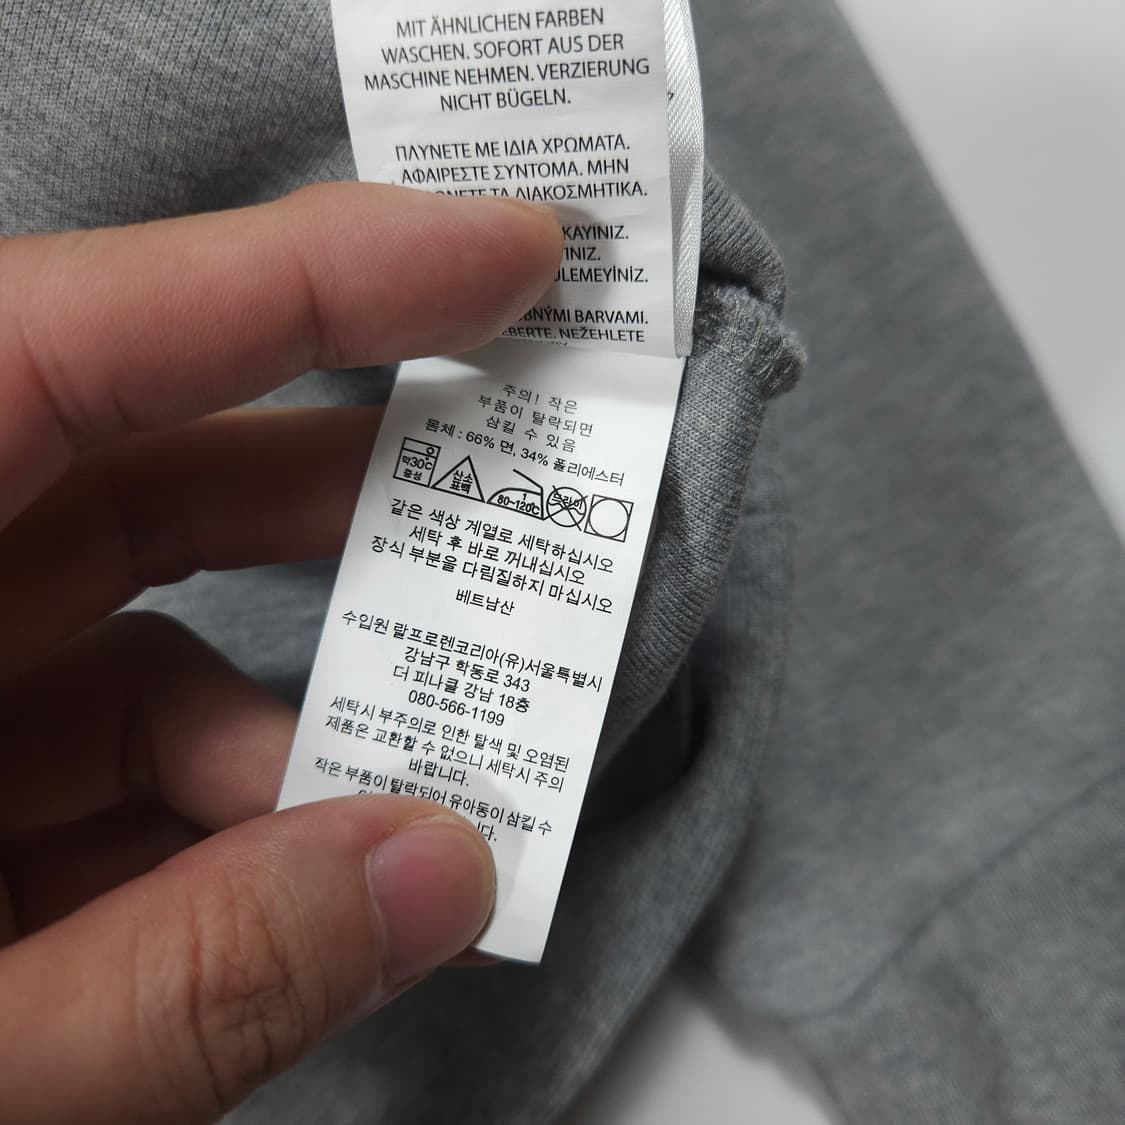 MIT ÄHNLICHEN FARBEN
WASCHEN. SOFORT AUS DER
MASCHINE NEHMEN. VERZIERUNG
NICHT BÜGELN.
ΠΛΥΝΕΤΕ ΜΕ ΙΔΙΑ ΧΡΩΜΑΤΑ.
ΑΦΑΙΡΕΣΤΕ ΣΥΝΤΟΜΑ. ΜΗΝ
ΤΑ ΔΙΑΚΟΣΜΗΤΙΚΑ.
BARVAMI.
NEŽEHLETE
주의! 작은
부품이 탈락되면
삼킬 수 있음
몸체 : 66% 면, 34% 폴리에스터
약30℃
중성
산소
표백
1
80~120℃
드라이
같은 색상 계열로 세탁하십시오
세탁 후 바로 꺼내십시오
장식 부분을 다림질하지 마십시오
베트남산
수입원 랄프로렌코리아(유)서울특별시
강남구 학동로 343
더 피나클 강남 18층
080-566-1199
세탁시 부주의로 인한 탈색 및 오염된
제품은 교환할 수 없으니 세탁시 주의
바랍니다.
작은 부품이 탈락되어 유아동이 삼킬 수